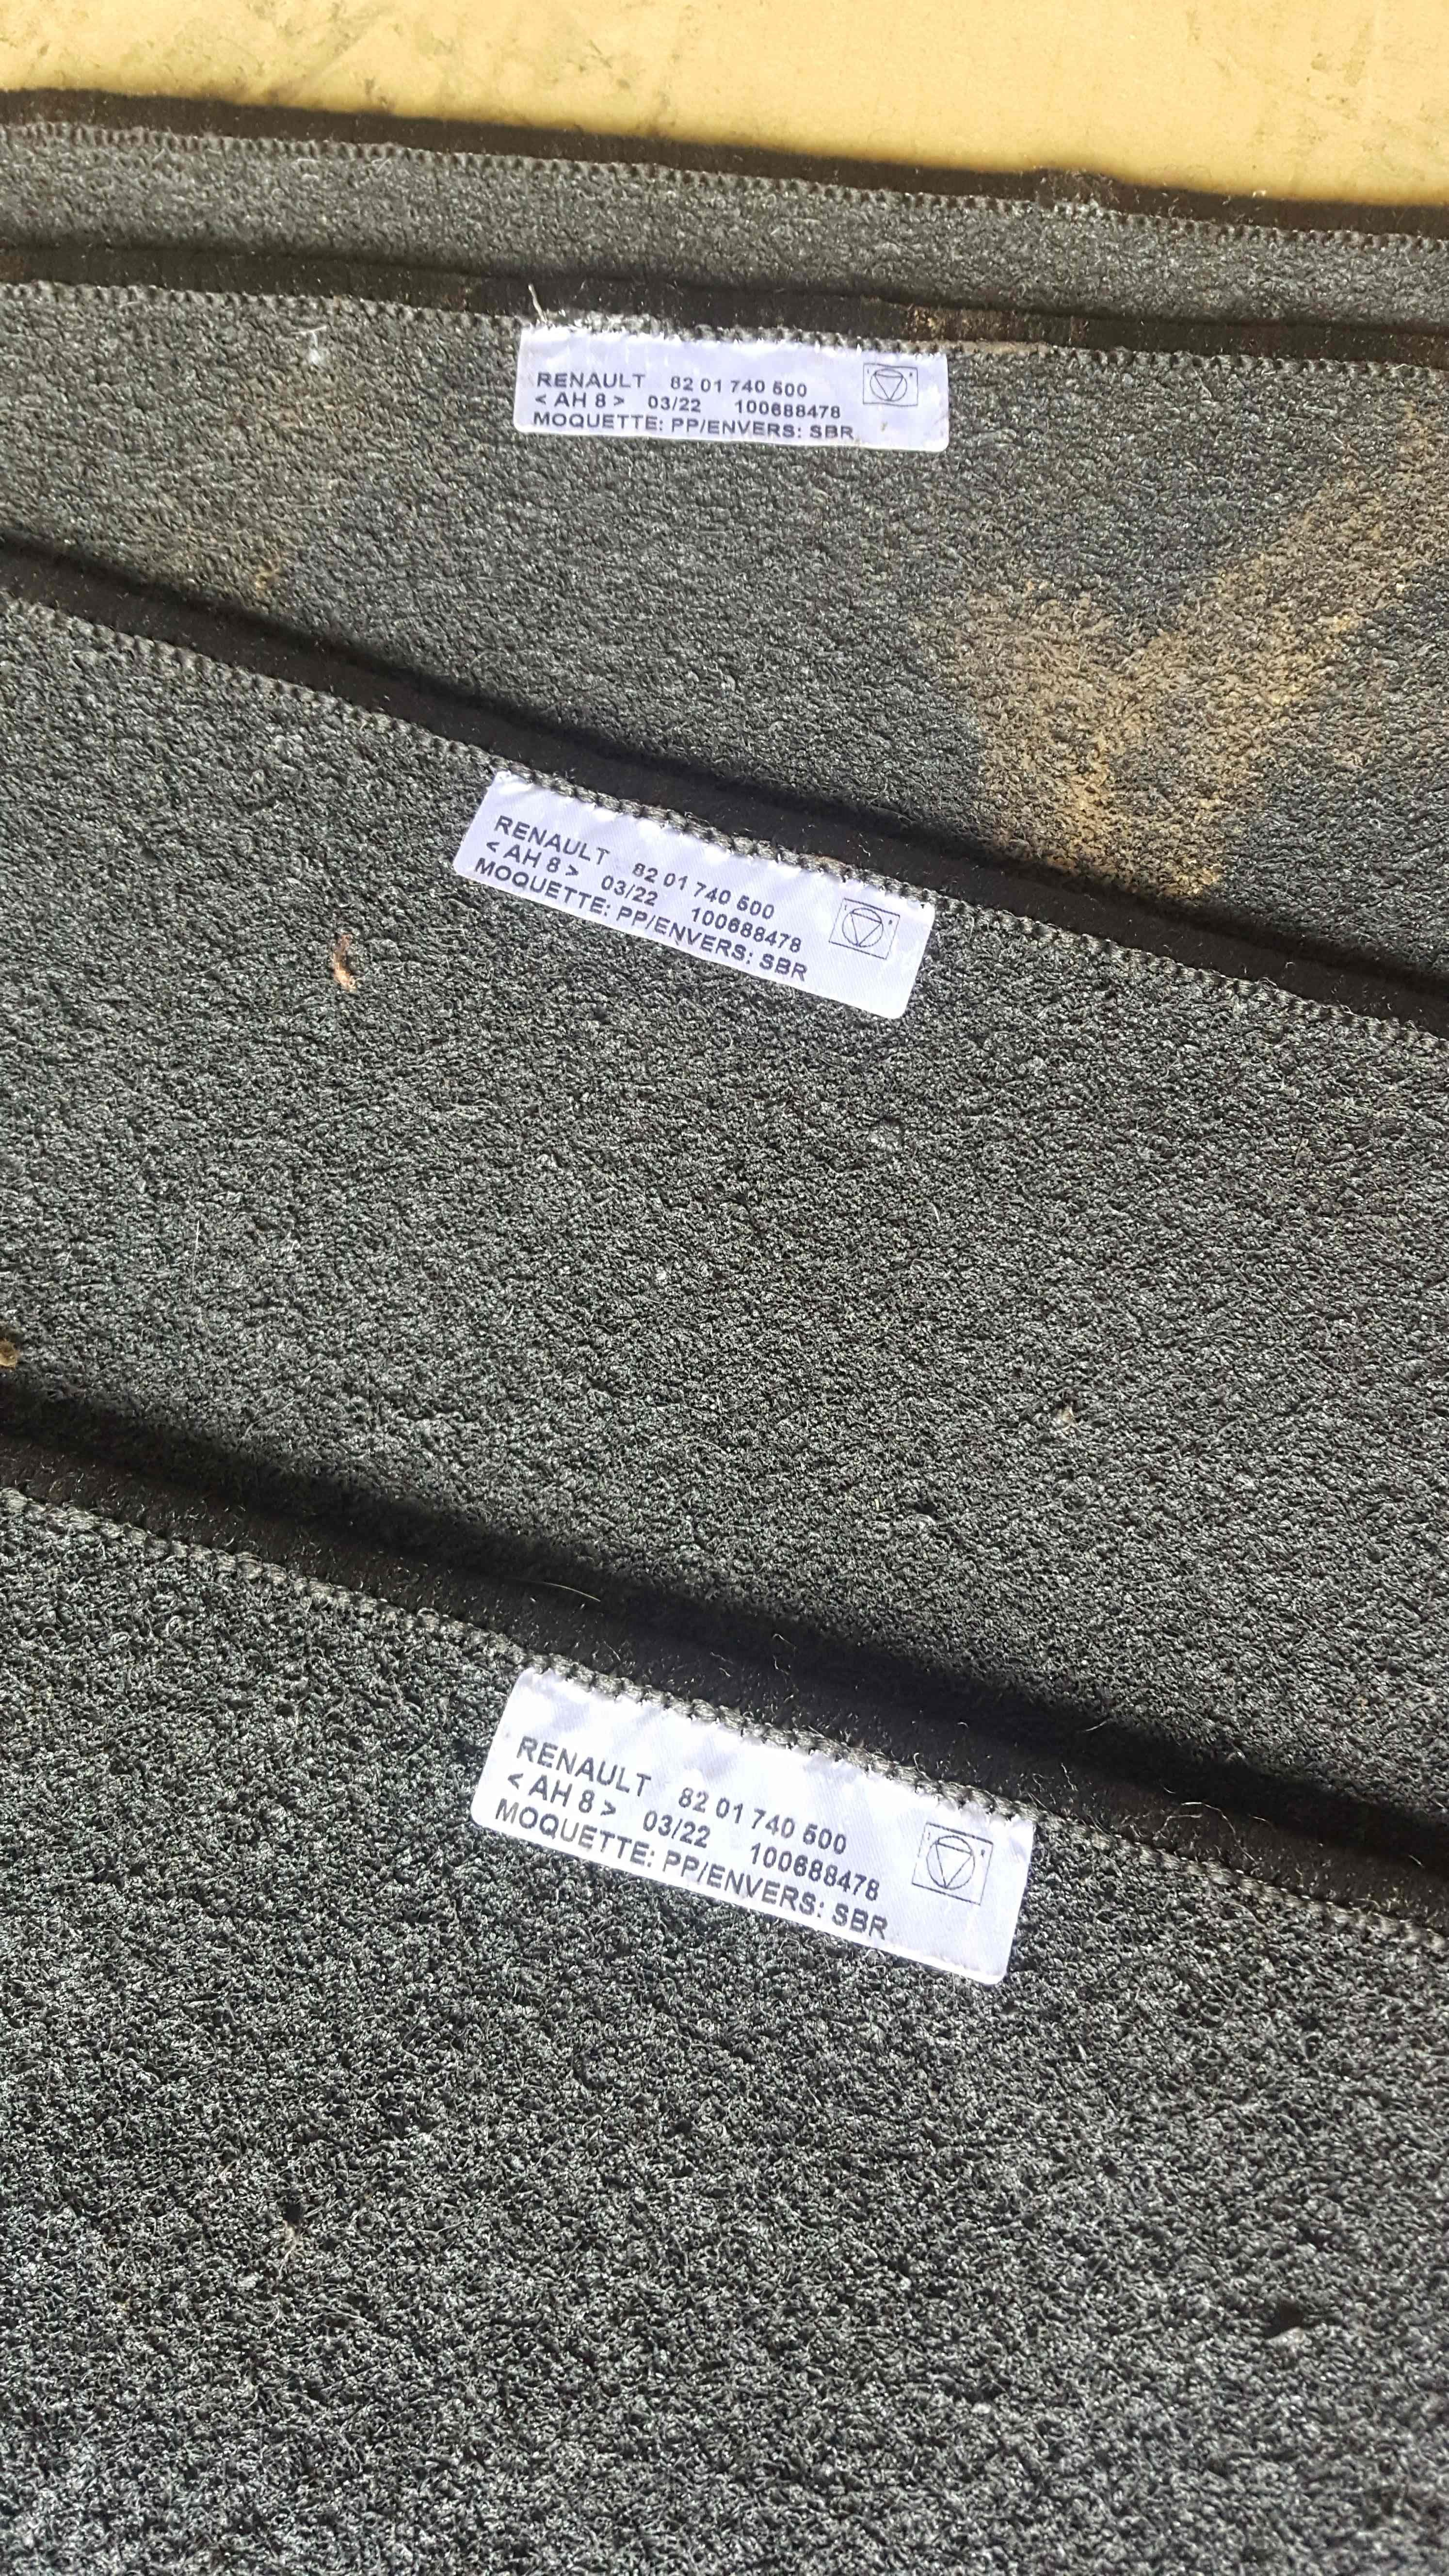 RENAULT 82 01 740 500
< AH 8 > 03/22 100688478
MOQUETTE: PP/ENVERS: SBR
RENAULT 82 01 740 500
< AH 8 > 03/22 100688478
MOQUETTE: PP/ENVERS: SBR
RENAULT 82 01 740 500
< AH 8 > 03/22 100688478
MOQUETTE: PP/ENVERS: SBR